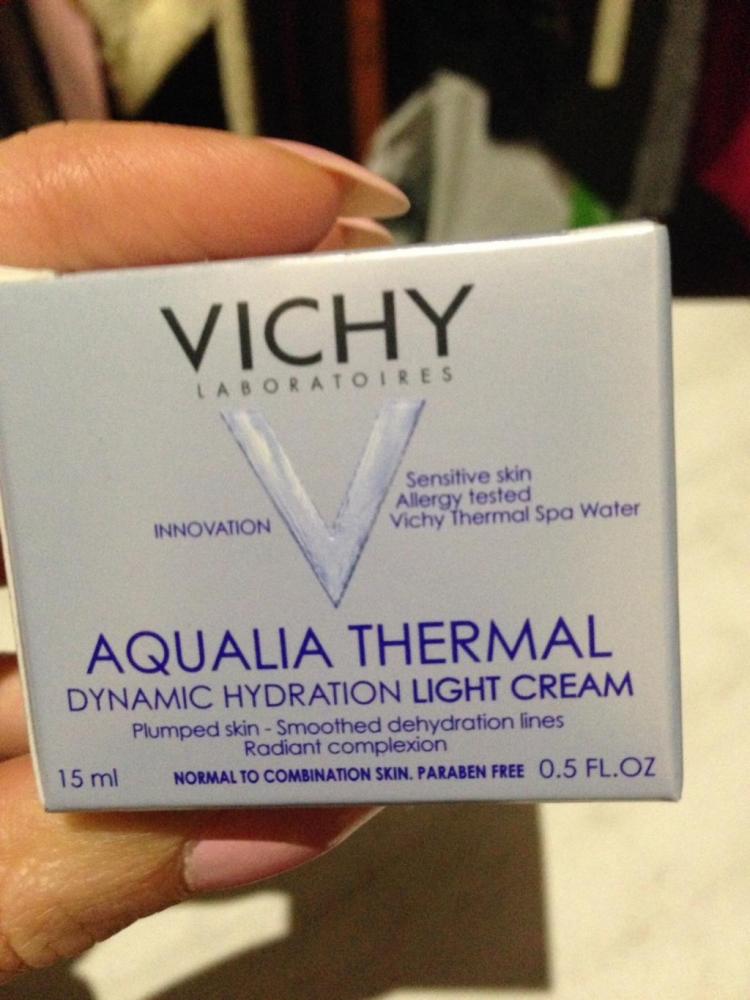 VICHY
LABORATOIRES
INNOVATION
Sensitive skin
Allergy tested
Vichy Thermal Spa Water
AQUALIA THERMAL
DYNAMIC HYDRATION LIGHT CREAM
Plumped skin - Smoothed dehydration lines
Radiant complexion
15 ml NORMAL TO COMBINATION SKIN. PARABEN FREE 0.5 FL.OZ